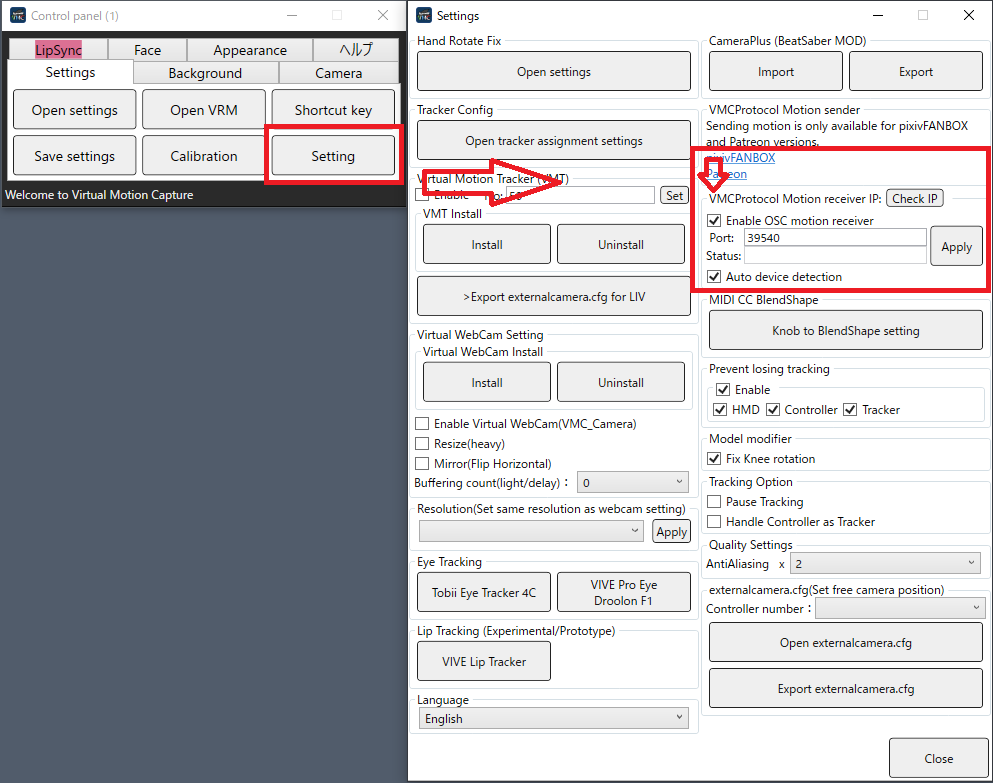 Control panel (1)
LipSync
Face
Appearance
ヘルプ
Settings
Background
Camera
Open settings
Open VRM
Shortcut key
Save settings
Calibration
Setting
Welcome to Virtual Motion Capture
Settings
Hand Rotate Fix
Open settings
Tracker Config
Open tracker assignment settings
Virtual Motion Tracker (VMT)
Enable
Set
VMT Install
Install
Uninstall
>Export externalcamera.cfg for LIV
Virtual WebCam Setting
Virtual WebCam Install
Install
Uninstall
Enable Virtual WebCam(VMC_Camera)
Resize(heavy)
Mirror(Flip Horizontal)
Buffering count(light/delay)：
0
Resolution(Set same resolution as webcam setting)
Apply
Eye Tracking
Tobii Eye Tracker 4C
VIVE Pro Eye
Droolon F1
Lip Tracking (Experimental/Prototype)
VIVE Lip Tracker
Language
English
CameraPlus (BeatSaber MOD)
Import
Export
VMCProtocol Motion sender
Sending motion is only available for pixivFANBOX
and Patreon versions.
pixivFANBOX
Patreon
VMCProtocol Motion receiver IP:
Check IP
Enable OSC motion receiver
Port:
39540
Status:
Apply
Auto device detection
MIDI CC BlendShape
Knob to BlendShape setting
Prevent losing tracking
Enable
HMD
Controller
Tracker
Model modifier
Fix Knee rotation
Tracking Option
Pause Tracking
Handle Controller as Tracker
Quality Settings
AntiAliasing x
2
externalcamera.cfg(Set free camera position)
Controller number：
Open externalcamera.cfg
Export externalcamera.cfg
Close